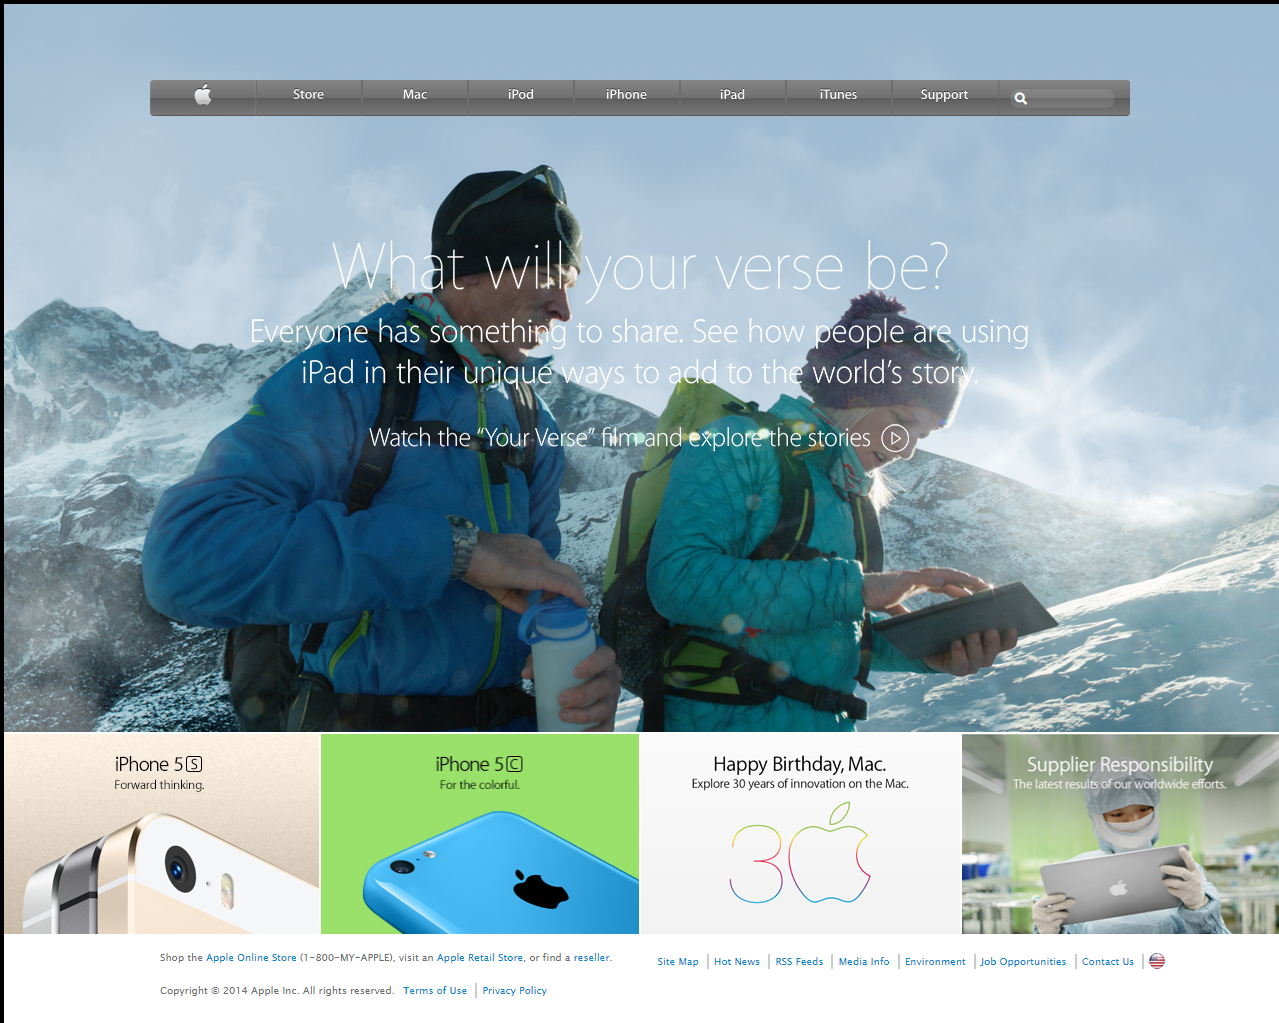 Store
Mac
iPod
iPhone
iPad
iTunes
Support
What will your verse be?
Everyone has something to share. See how people are using
iPad in their unique ways to add to the world's story.
Watch the “Your Verse” film and explore the stories
iPhone 5 S
Forward thinking.
iPhone 5 C
For the colorful.
Happy Birthday, Mac.
Explore 30 years of innovation on the Mac.
30
Supplier Responsibility
The latest results of our worldwide efforts.
Shop the Apple Online Store (1-800-MY-APPLE), visit an Apple Retail Store, or find a reseller.
Site Map
Hot News
RSS Feeds
Media Info
Environment
Job Opportunities
Contact Us
Copyright © 2014 Apple Inc. All rights reserved.
Terms of Use
Privacy Policy